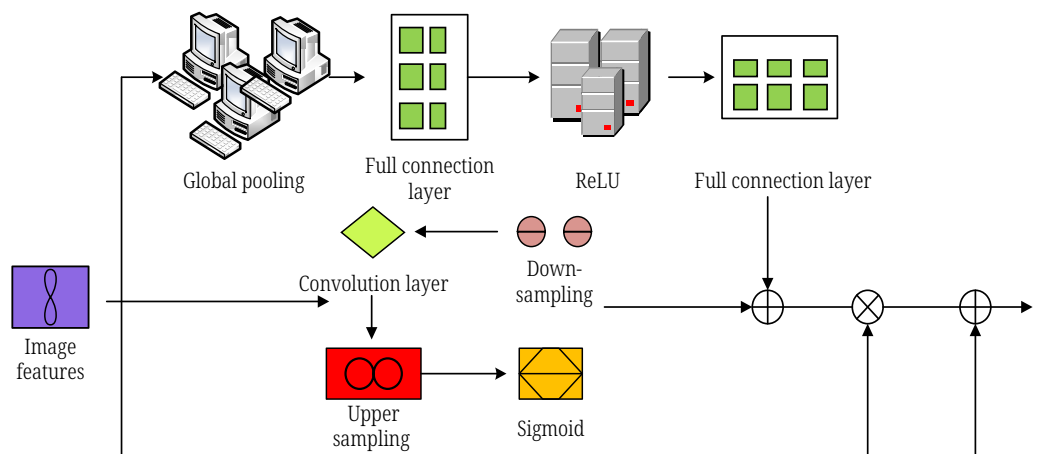 Global pooling
Full connection
layer
ReLU
Full connection layer
Convolution layer
Down-
sampling
Image
features
Upper
sampling
Sigmoid